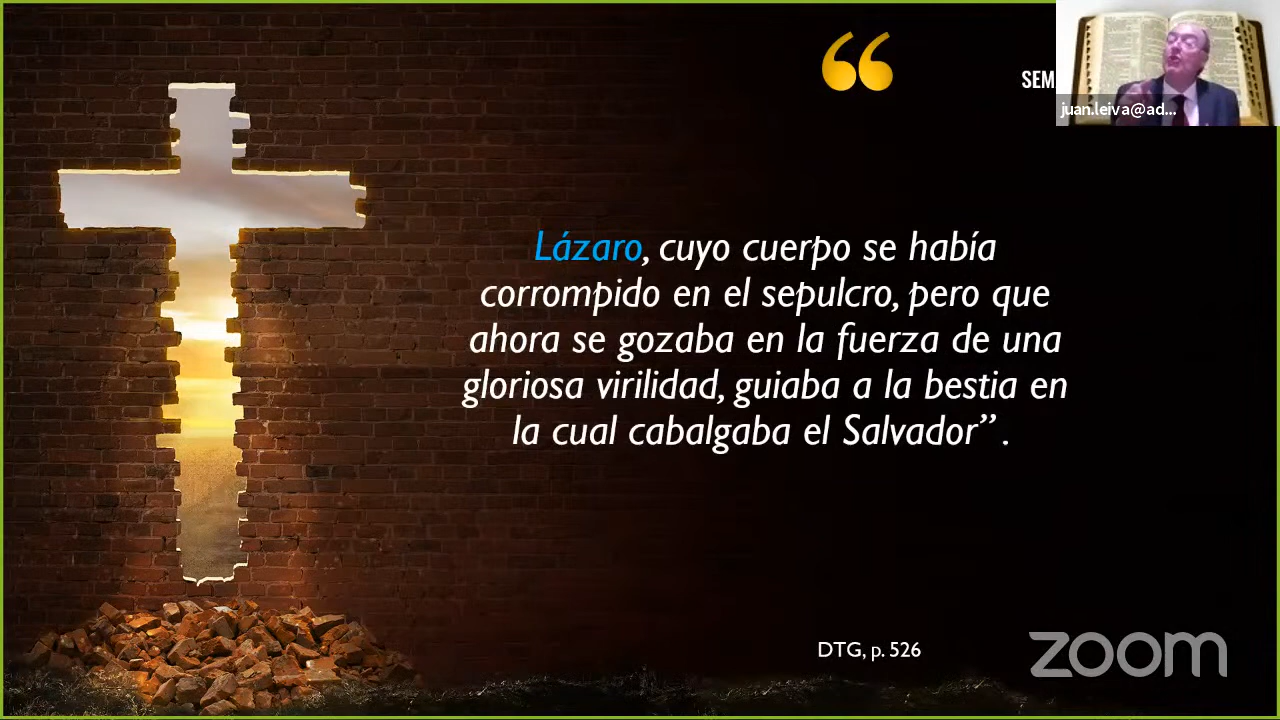 “
SEM
juan.leiva@ad...
Lázaro, cuyo cuerpo se había
corrompido en el sepulcro, pero que
ahora se gozaba en la fuerza de una
gloriosa virilidad, guiaba a la bestia en
la cual cabalgaba el Salvador” .
DTG, p. 526
zoom